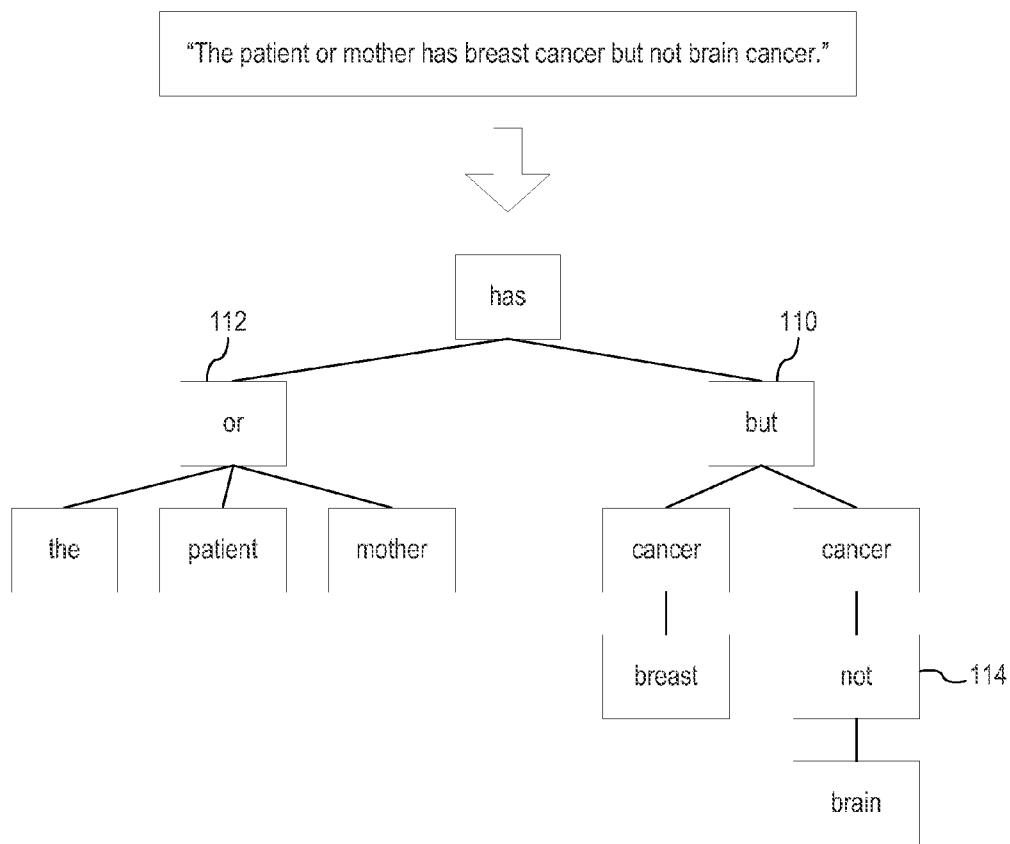 “The patient or mother has breast cancer but not brain cancer.”
has
112
110
or
but
the
patient
mother
cancer
cancer
breast
not
114
brain